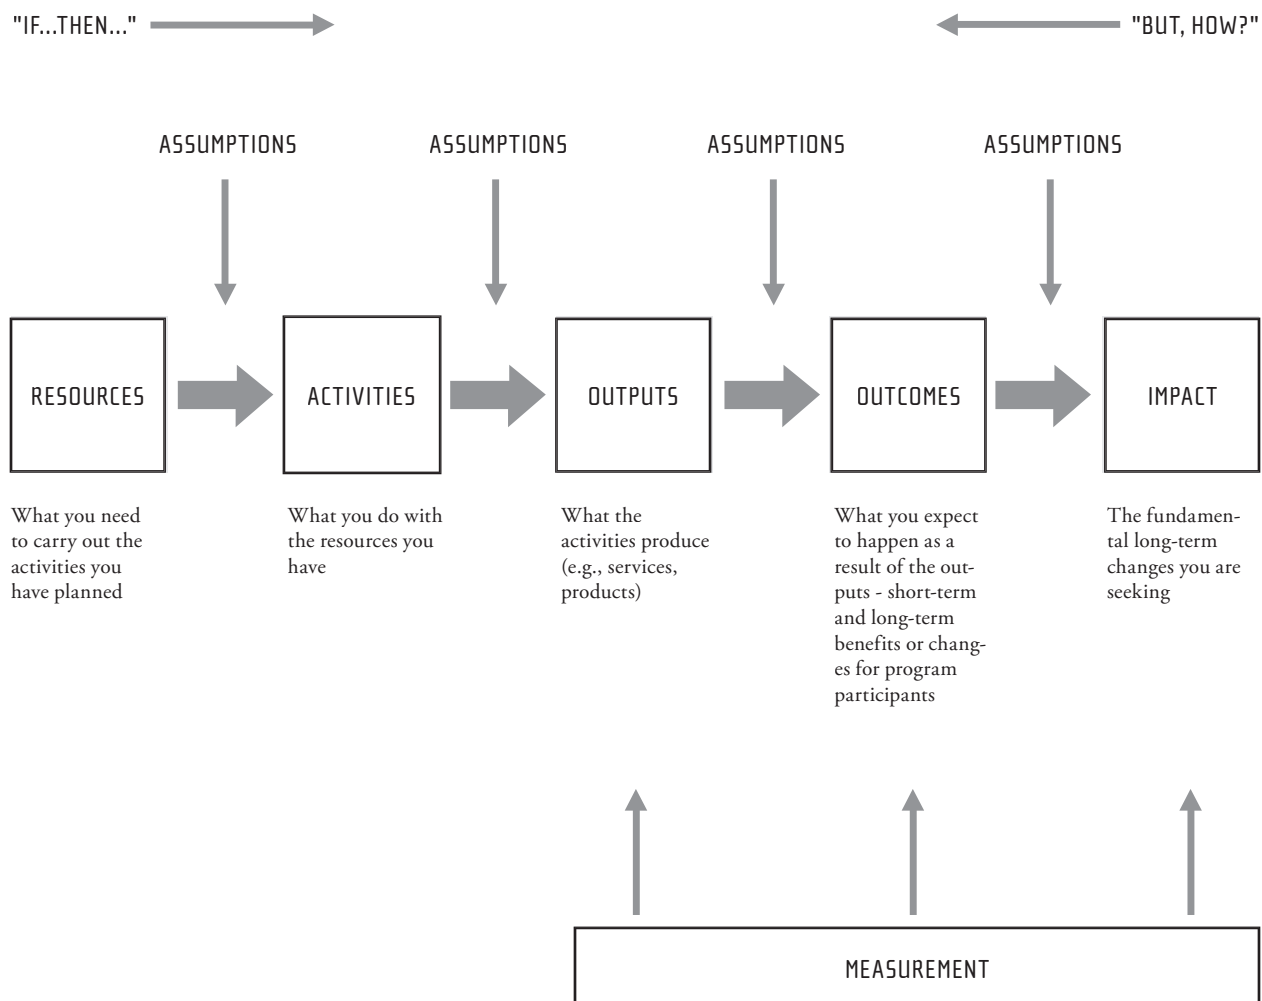 "IF...THEN..."
"BUT, HOW?"
ASSUMPTIONS
ASSUMPTIONS
ASSUMPTIONS
ASSUMPTIONS
RESOURCES
ACTIVITIES
OUTPUTS
OUTCOMES
IMPACT
What you need
to carry out the
activities you
have planned
What you do with
the resources you
have
What the
activities produce
(e.g., services,
products)
What you expect
to happen as a
result of the out-
puts - short-term
and long-term
benefits or chang-
es for program
participants
The fundamen-
tal long-term
changes you are
seeking
MEASUREMENT